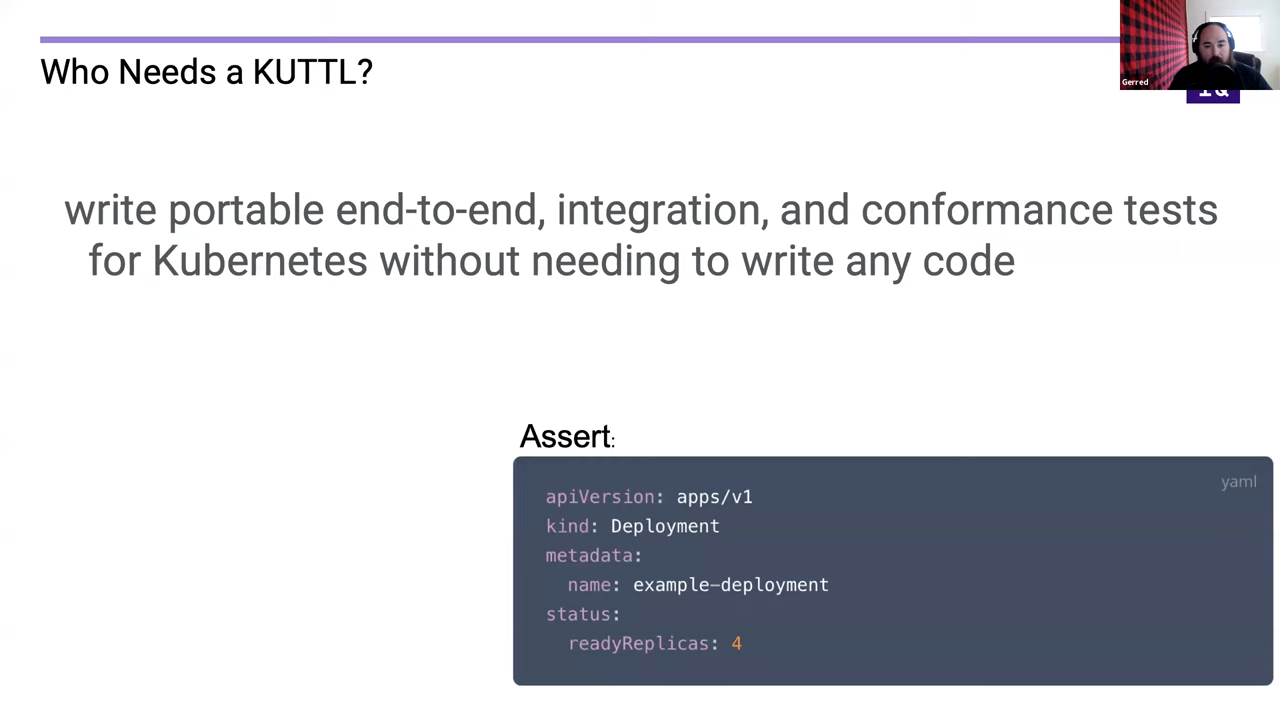 Who Needs a KUTTL?
Gerred
write portable end-to-end, integration, and conformance tests
for Kubernetes without needing to write any code
Assert:
yaml
apiVersion: apps/v1
kind: Deployment
metadata:
  name: example-deployment
status:
  readyReplicas: 4